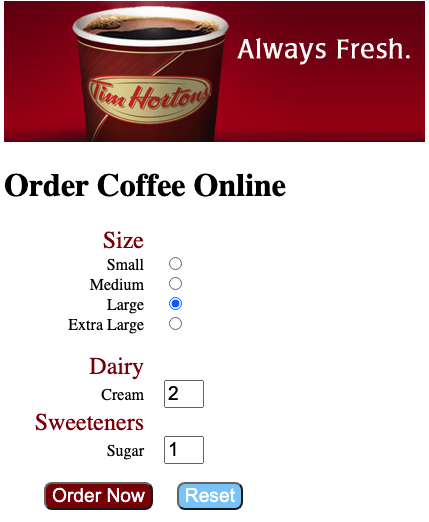 Always Fresh.
Tim Hortons
Order Coffee Online
Size
Small
Medium
Large
Extra Large
Dairy
Cream 2
Sweeteners
Sugar 1
Order Now Reset